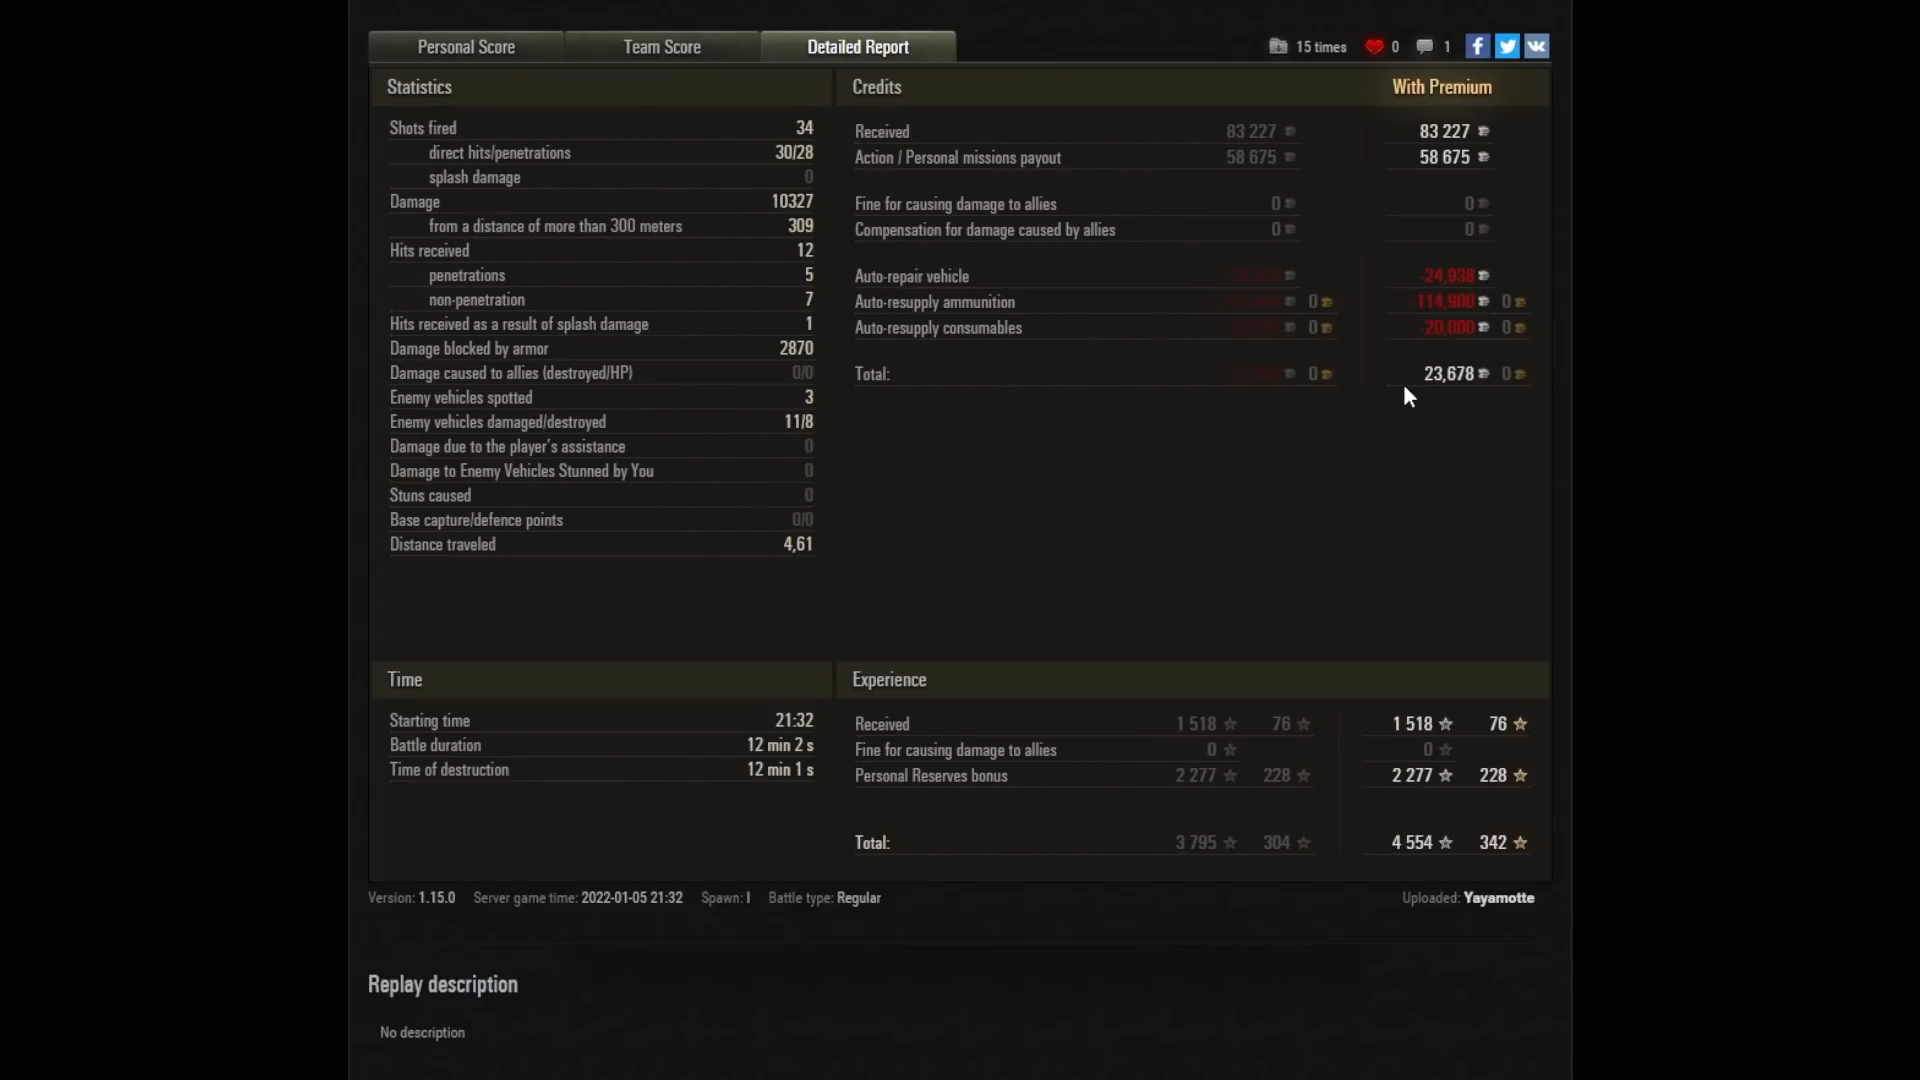 Personal Score Team Score Detailed Report 15 times 0 1
Statistics
Shots fired 34
direct hits/penetrations 30/28
splash damage 0
Damage 10327
from a distance of more than 300 meters 309
Hits received 12
penetrations 5
non-penetration 7
Hits received as a result of splash damage 1
Damage blocked by armor 2870
Damage caused to allies (destroyed/HP) 0/0
Enemy vehicles spotted 3
Enemy vehicles damaged/destroyed 11/8
Damage due to the player's assistance 0
Damage to Enemy Vehicles Stunned by You 0
Stuns caused 0
Base capture/defence points 0/0
Distance traveled 4,61
Credits With Premium
Received 83 227 83 227
Action / Personal missions payout 58 675 58 675
Fine for causing damage to allies 0 0
Compensation for damage caused by allies 0 0
Auto-repair vehicle -24,938
Auto-resupply ammunition 0 -114,900 0
Auto-resupply consumables 0 -20,000 0
Total: 0 23,678 0
Time
Starting time 21:32
Battle duration 12 min 2 s
Time of destruction 12 min 1 s
Experience
Received 1 518 76 1 518 76
Fine for causing damage to allies 0 0
Personal Reserves bonus 2 277 228 2 277 228
Total: 3 795 304 4 554 342
Version: 1.15.0 Server game time: 2022-01-05 21:32 Spawn: I Battle type: Regular Uploaded: Yayamotte
Replay description
No description